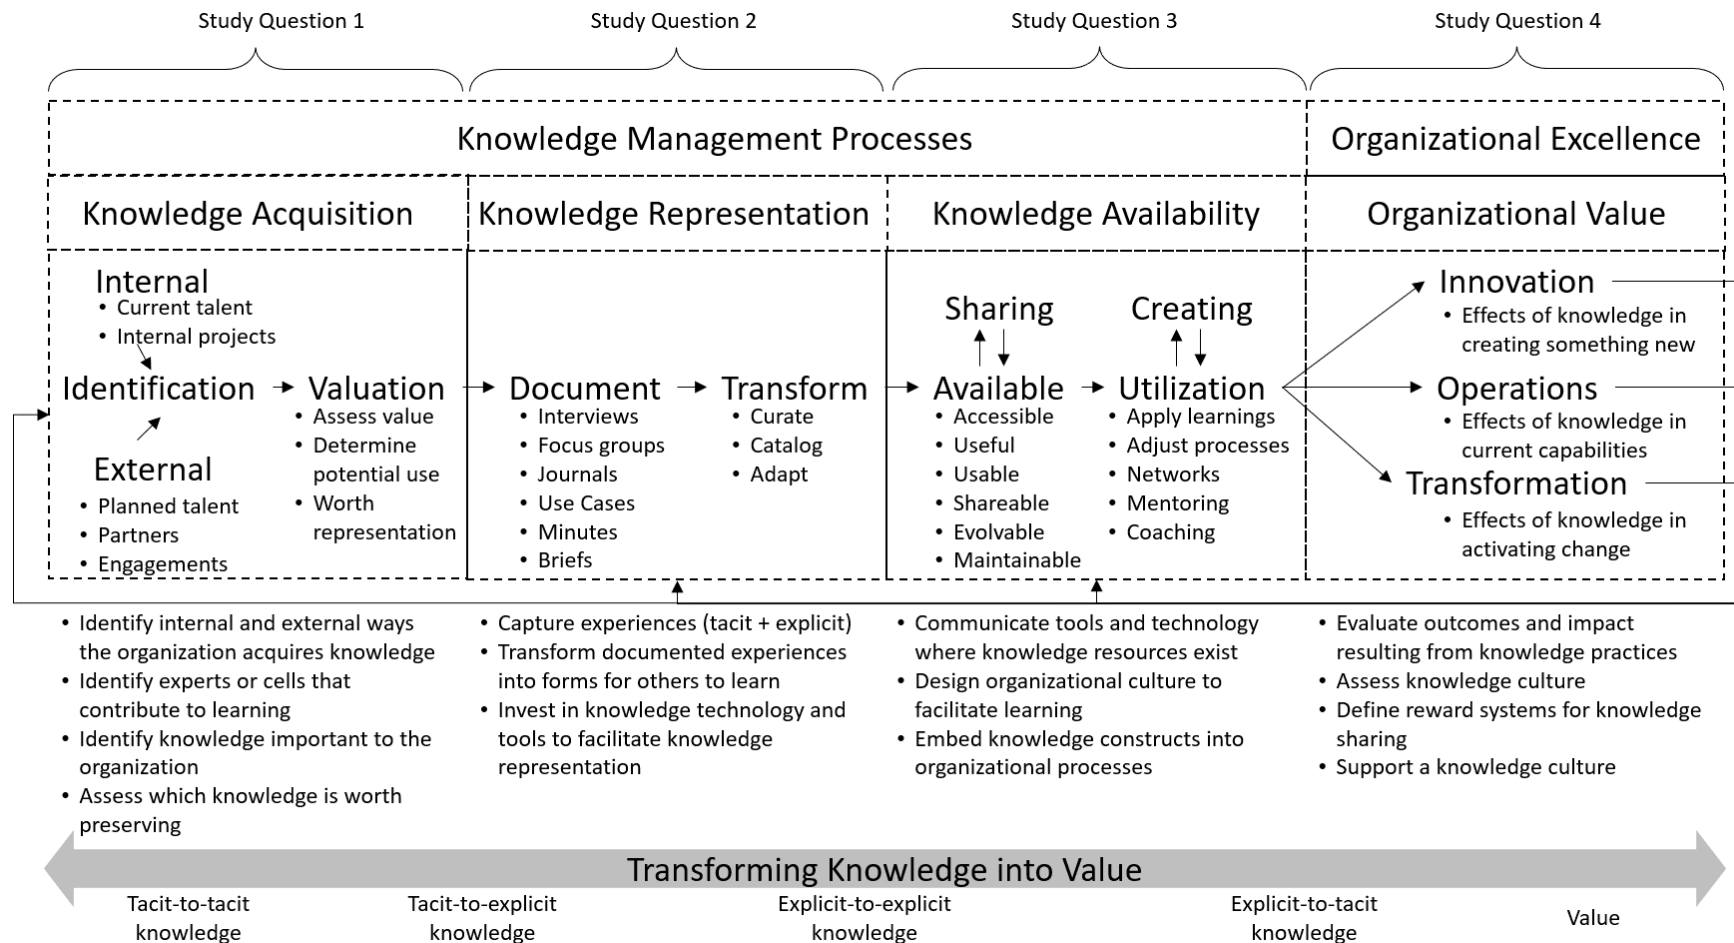 Study Question 1
Study Question 2
Study Question 3
Study Question 4
Knowledge Management Processes
Organizational Excellence
Knowledge Acquisition
Knowledge Representation
Knowledge Availability
Organizational Value
Internal
• Current talent
• Internal projects
Identification
External
• Planned talent
• Partners
• Engagements
Valuation
• Assess value
• Determine
potential use
• Worth
representation
Document
• Interviews
• Focus groups
• Journals
• Use Cases
• Minutes
• Briefs
Transform
• Curate
• Catalog
• Adapt
Sharing
Available
• Accessible
• Useful
• Usable
• Shareable
• Evolvable
• Maintainable
Creating
Utilization
• Apply learnings
• Adjust processes
• Networks
• Mentoring
• Coaching
Innovation
• Effects of knowledge in
creating something new
Operations
• Effects of knowledge in
current capabilities
Transformation
• Effects of knowledge in
activating change
• Identify internal and external ways
the organization acquires knowledge
• Identify experts or cells that
contribute to learning
• Identify knowledge important to the
organization
• Assess which knowledge is worth
preserving
• Capture experiences (tacit + explicit)
• Transform documented experiences
into forms for others to learn
• Invest in knowledge technology and
tools to facilitate knowledge
representation
• Communicate tools and technology
where knowledge resources exist
• Design organizational culture to
facilitate learning
• Embed knowledge constructs into
organizational processes
• Evaluate outcomes and impact
resulting from knowledge practices
• Assess knowledge culture
• Define reward systems for knowledge
sharing
• Support a knowledge culture
Transforming Knowledge into Value
Tacit-to-tacit
knowledge
Tacit-to-explicit
knowledge
Explicit-to-explicit
knowledge
Explicit-to-tacit
knowledge
Value